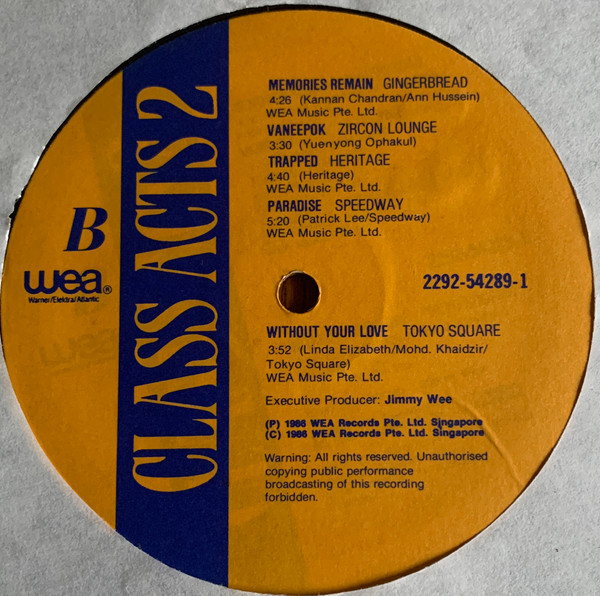 CLASS ACTS 2
B
wea®
Warner/Elektra/Atlantic
MEMORIES REMAIN GINGERBREAD
4:26 (Kannan Chandran/Ann Hussein)
WEA Music Pte. Ltd.
VANEEPOK ZIRCON LOUNGE
3:30 (Yuenyong Ophakul)
TRAPPED HERITAGE
4:40 (Heritage)
WEA Music Pte. Ltd.
PARADISE SPEEDWAY
5:20 (Patrick Lee/Speedway)
WEA Music Pte. Ltd.
2292-54289-1
WITHOUT YOUR LOVE TOKYO SQUARE
3:52 (Linda Elizabeth/Mohd. Khaidzir/
Tokyo Square)
WEA Music Pte. Ltd.
Executive Producer: Jimmy Wee
(P) 1986 WEA Records Pte. Ltd. Singapore
(C) 1986 WEA Records Pte. Ltd. Singapore
Warning: All rights reserved. Unauthorised
copying public performance
broadcasting of this recording
forbidden.